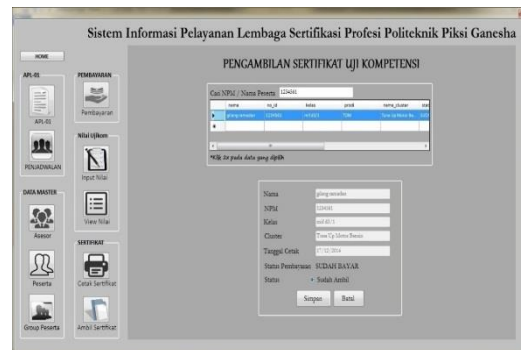 Sistem Informasi Pelayanan Lembaga Sertifikasi Profesi Politeknik Piksi Ganesha
HOME
APL-01
APL-01
PENJADWALAN
DATA MASTER
Asesor
Peserta
Group Peserta
PEMBAYARAN
Pembayaran
Nilai Ujikom
Input Nilai
View Nilai
SERTIFIKAT
Cetak Sertifikat
Ambil Sertifikat
PENGAMBILAN SERTIFIKAT UJI KOMPETENSI
Cari NPM / Nama Peserta
nama no_id kelas prodi nama_cluster
*Klik 2x pada data yang dipilih
Nama
NPM
Kelas
Cluster Tune Up Motor Bensin
Tanggal Cetak 17/12/2014
Status Pembayaran SUDAH BAYAR
Status Sudah Ambil
Simpan Batal